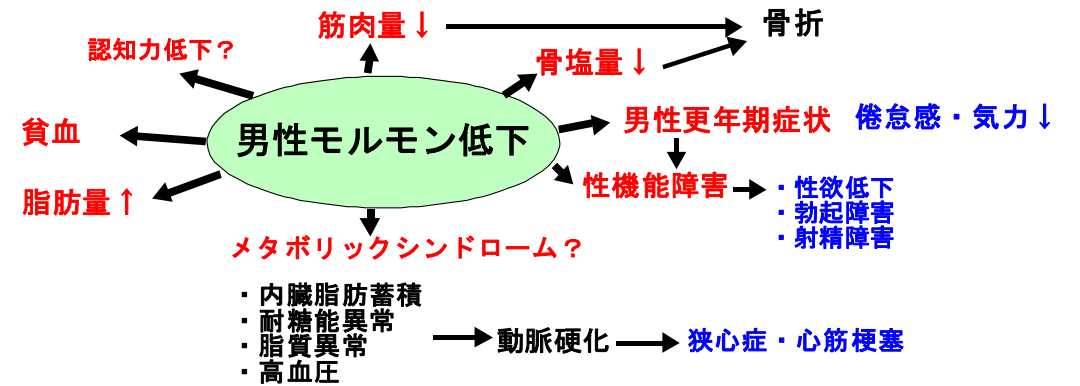 筋肉量↓
骨折
認知力低下?
骨塩量↓
貧血
男性モルモン低下
男性更年期症状
倦怠感・気力↓
脂肪量↑
性機能障害
・性欲低下
・勃起障害
・射精障害
メタボリックシンドローム?
・内臓脂肪蓄積
・耐糖能異常
・脂質異常
・高血圧
動脈硬化
狭心症・心筋梗塞